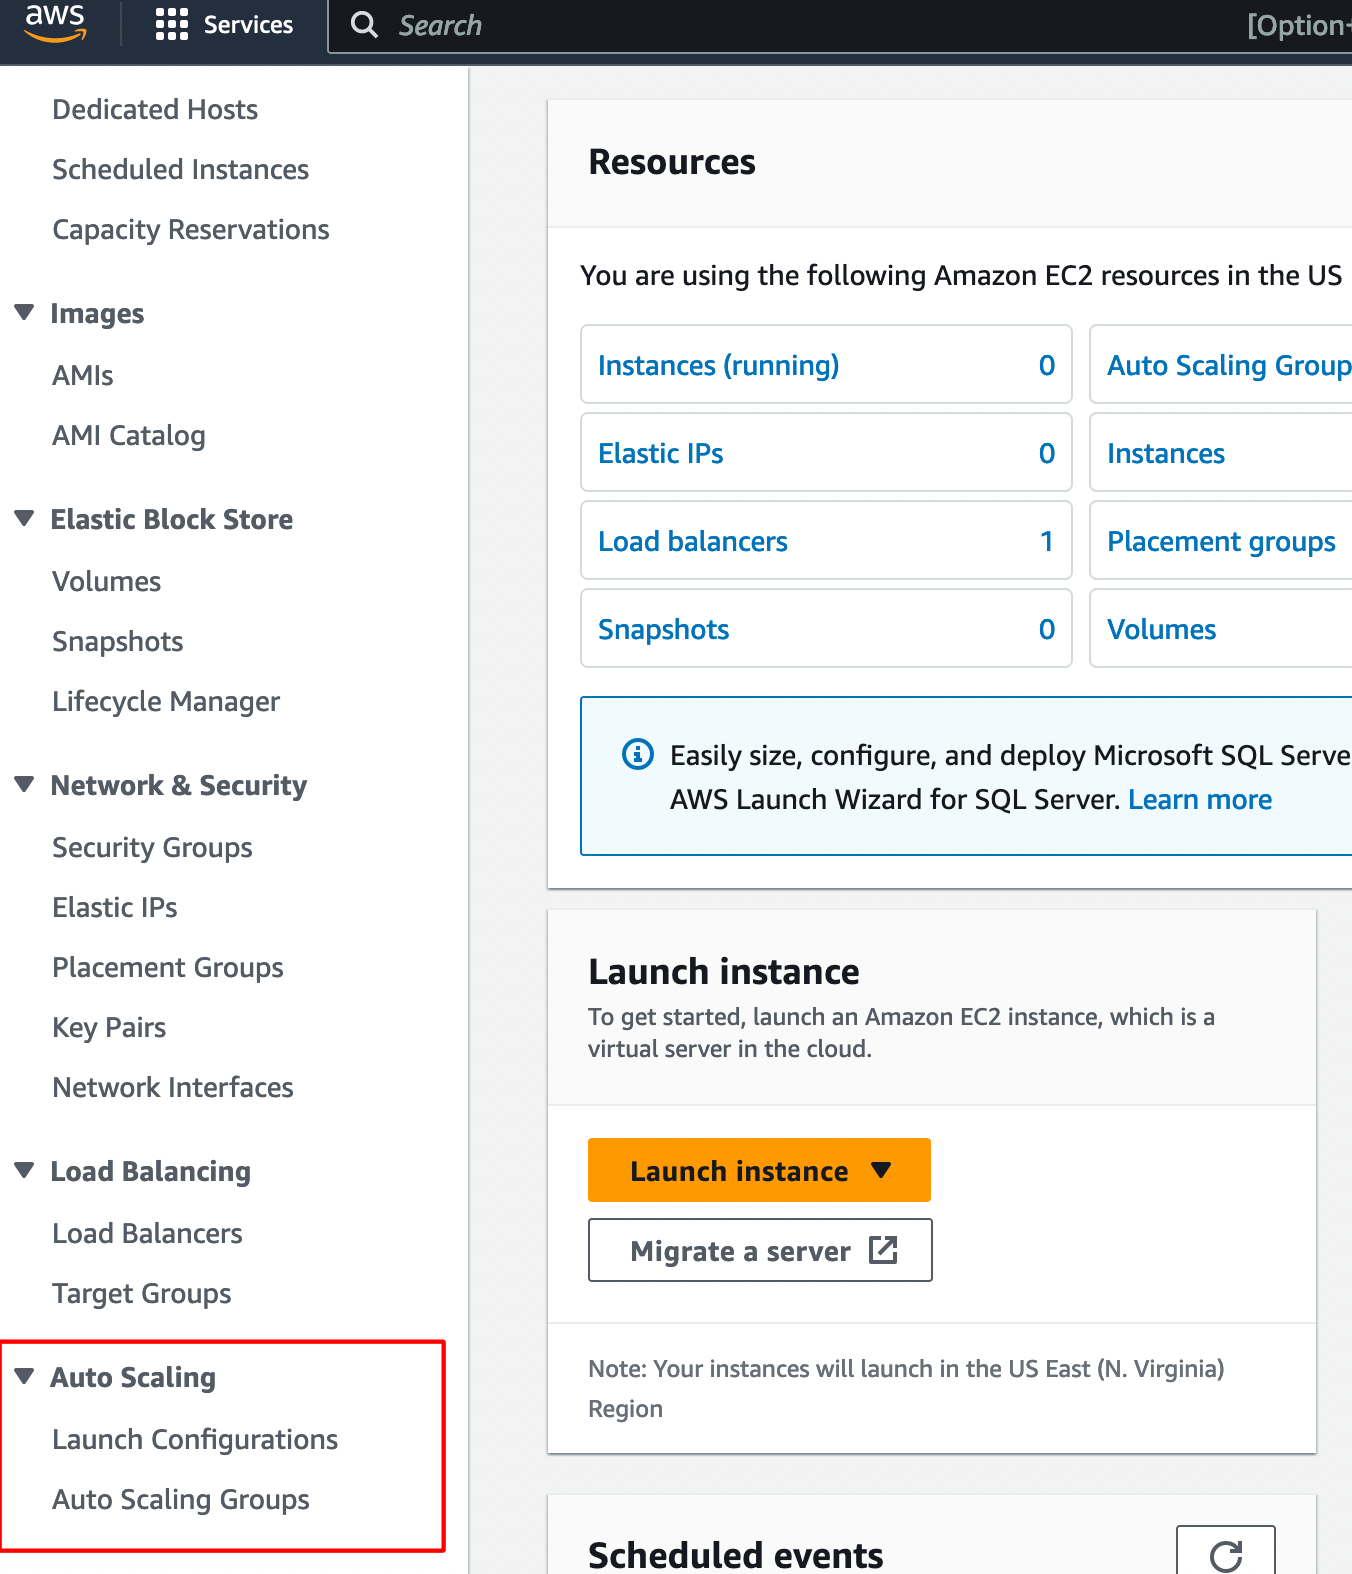 aws
Services
Search
[Option+
Dedicated Hosts
Scheduled Instances
Capacity Reservations
Images
AMIs
AMI Catalog
Elastic Block Store
Volumes
Snapshots
Lifecycle Manager
Network & Security
Security Groups
Elastic IPs
Placement Groups
Key Pairs
Network Interfaces
Load Balancing
Load Balancers
Target Groups
Auto Scaling
Launch Configurations
Auto Scaling Groups
Resources
You are using the following Amazon EC2 resources in the US
Instances (running) 0
Auto Scaling Group
Elastic IPs 0
Instances
Load balancers 1
Placement groups
Snapshots 0
Volumes
Easily size, configure, and deploy Microsoft SQL Serve
AWS Launch Wizard for SQL Server. Learn more
Launch instance
To get started, launch an Amazon EC2 instance, which is a
virtual server in the cloud.
Launch instance
Migrate a server
Note: Your instances will launch in the US East (N. Virginia)
Region
Scheduled events